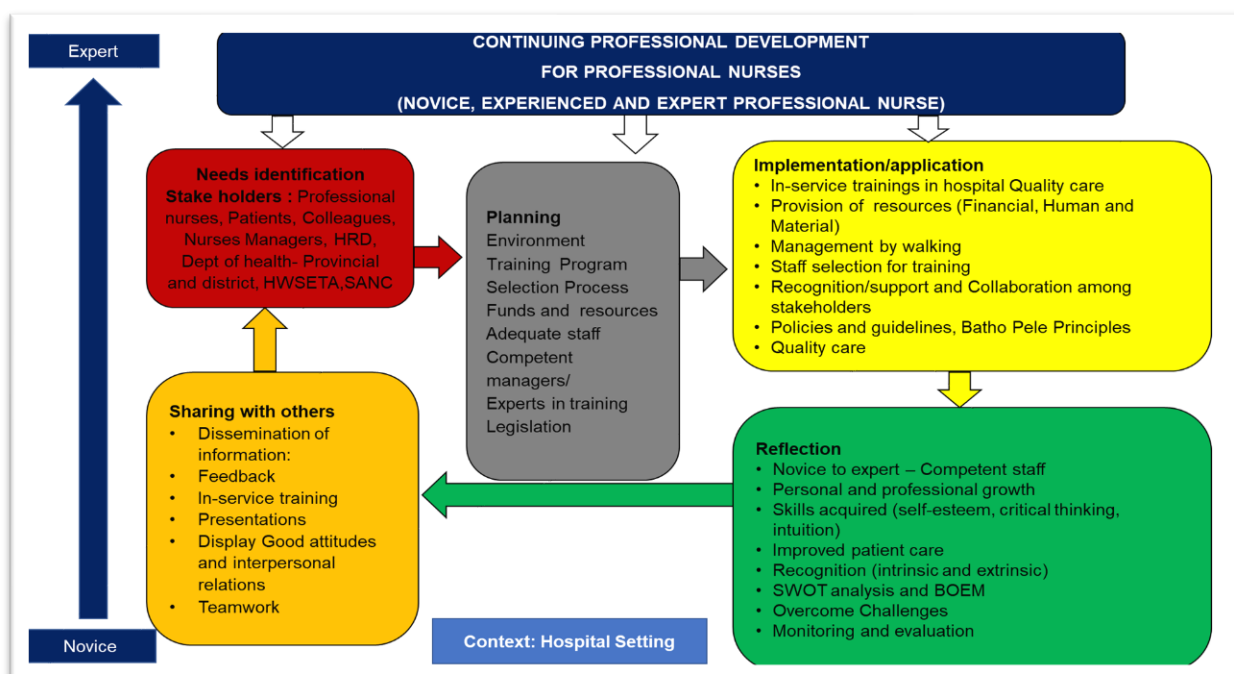 Expert
CONTINUING PROFESSIONAL DEVELOPMENT
FOR PROFESSIONAL NURSES
(NOVICE, EXPERIENCED AND EXPERT PROFESSIONAL NURSE)
Needs identification
Stake holders : Professional
nurses, Patients, Colleagues,
Nurses Managers, HRD,
Dept of health- Provincial
and district, HWSETA,SANC
Planning
Environment
Training Program
Selection Process
Funds and resources
Adequate staff
Competent
managers/
Experts in training
Legislation
Implementation/application
• In-service trainings in hospital Quality care
• Provision of resources (Financial, Human and
Material)
• Management by walking
• Staff selection for training
• Recognition/support and Collaboration among
stakeholders
• Policies and guidelines, Batho Pele Principles
• Quality care
Reflection
• Novice to expert – Competent staff
• Personal and professional growth
• Skills acquired (self-esteem, critical thinking,
intuition)
• Improved patient care
• Recognition (intrinsic and extrinsic)
• SWOT analysis and BOEM
• Overcome Challenges
• Monitoring and evaluation
Sharing with others
• Dissemination of
information:
• Feedback
• In-service training
• Presentations
• Display Good attitudes
and interpersonal
relations
• Teamwork
Context: Hospital Setting
Novice